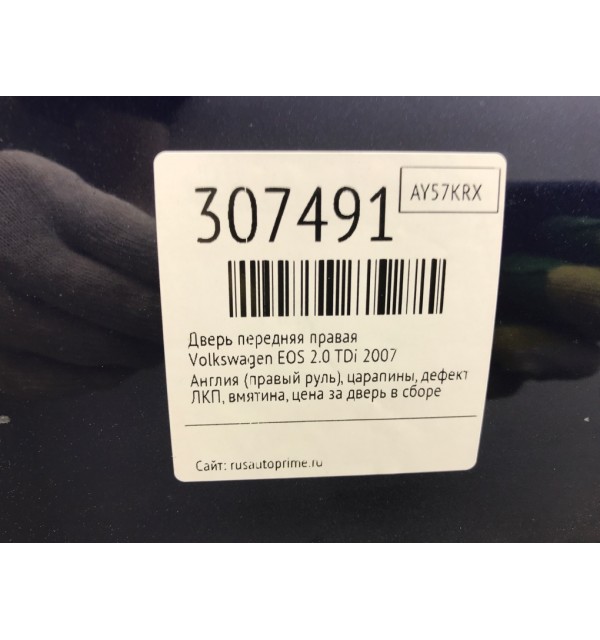 307491
AY57KRX
Дверь передняя правая
Volkswagen EOS 2.0 TDi 2007
Англия (правый руль), царапины, дефект
ЛКП, вмятина, цена за дверь в сборе
Сайт: rusautoprime.ru